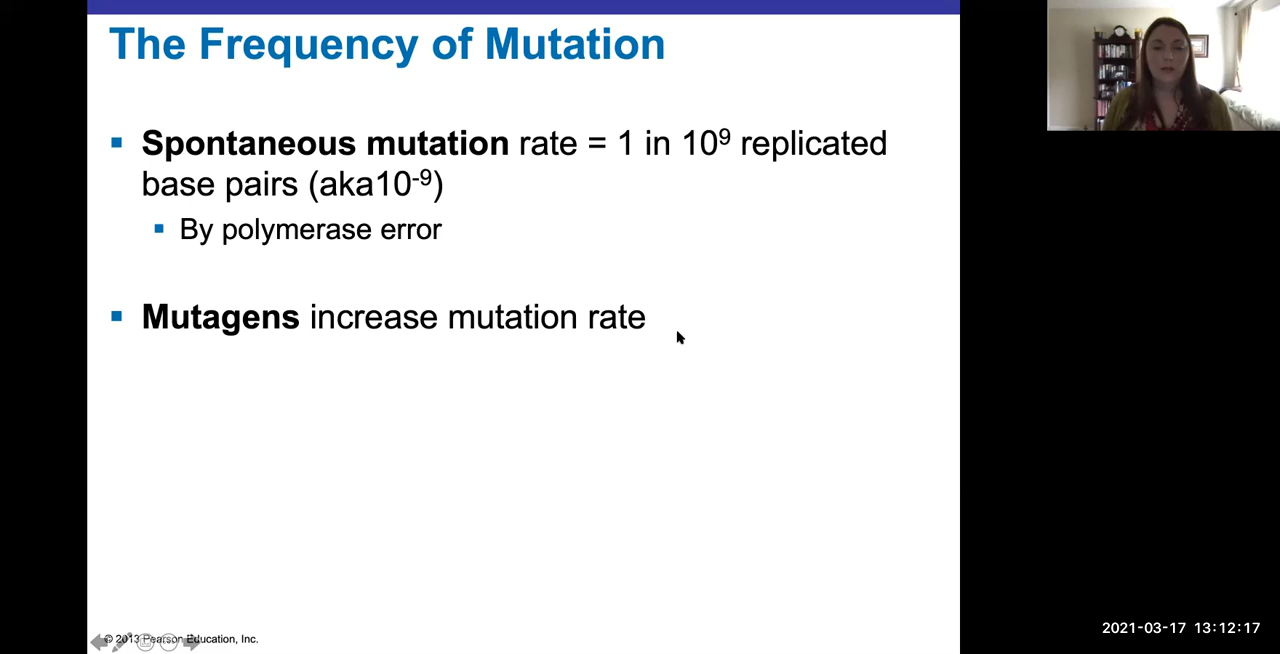 The Frequency of Mutation
▪ Spontaneous mutation rate = 1 in 10⁹ replicated
base pairs (aka10⁻⁹)
▪ By polymerase error
▪ Mutagens increase mutation rate
© 2013 Pearson Education, Inc.
2021-03-17 13:12:17